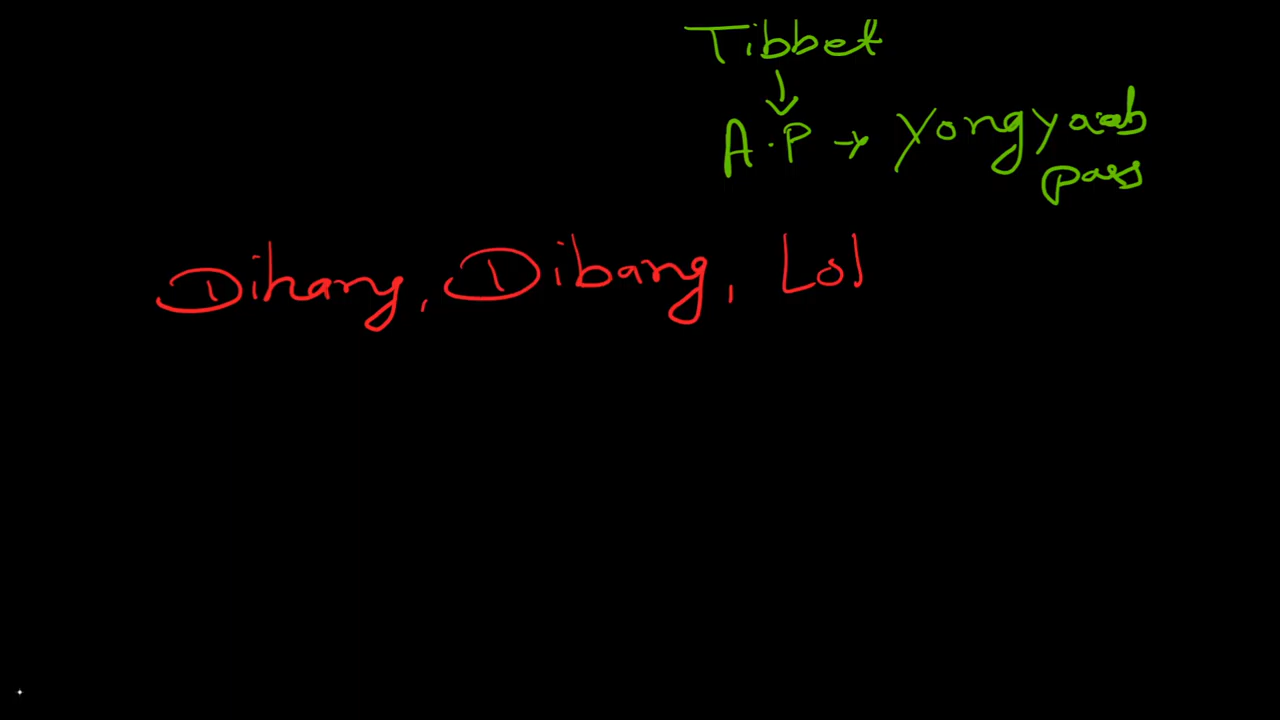 Tibbet
↓
A.P → Yongyaab
pass
Dihang, Dibang, Lol